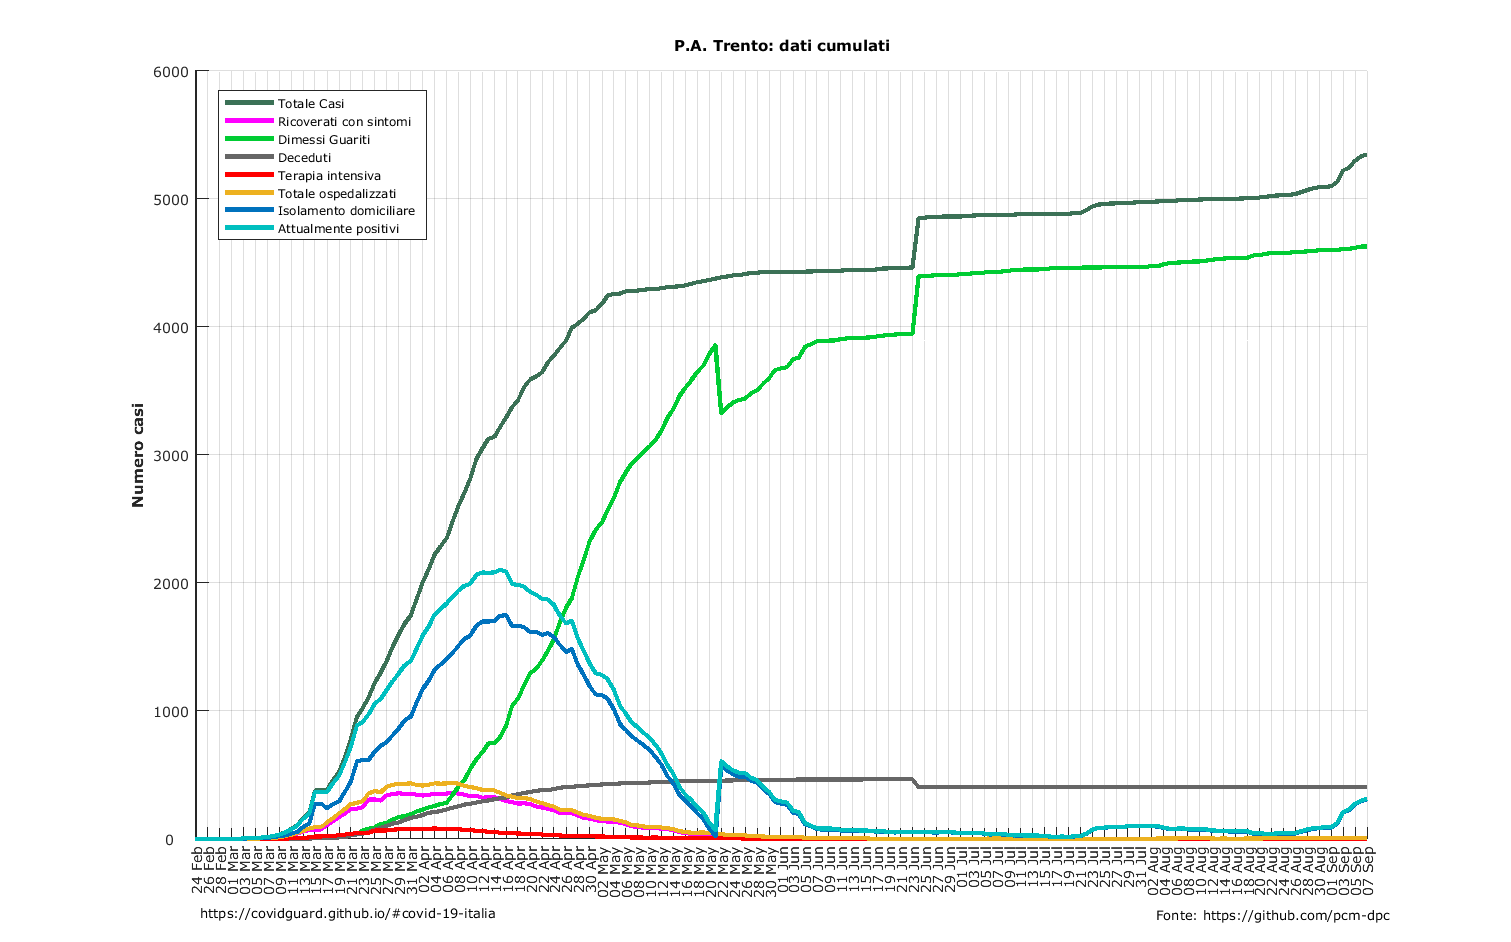 P.A. Trento: dati cumulati
6000
5000
4000
3000
2000
1000
0
Numero casi
Totale Casi
Ricoverati con sintomi
Dimessi Guariti
Deceduti
Terapia intensiva
Totale ospedalizzati
Isolamento domiciliare
Attualmente positivi
24 Feb
26 Feb
28 Feb
01 Mar
03 Mar
05 Mar
07 Mar
09 Mar
11 Mar
13 Mar
15 Mar
17 Mar
19 Mar
21 Mar
23 Mar
25 Mar
27 Mar
29 Mar
31 Mar
02 Apr
04 Apr
06 Apr
08 Apr
10 Apr
12 Apr
14 Apr
16 Apr
18 Apr
20 Apr
22 Apr
24 Apr
26 Apr
28 Apr
30 Apr
02 May
04 May
06 May
08 May
10 May
12 May
14 May
16 May
18 May
20 May
22 May
24 May
26 May
28 May
30 May
01 Jun
03 Jun
05 Jun
07 Jun
09 Jun
11 Jun
13 Jun
15 Jun
17 Jun
19 Jun
21 Jun
23 Jun
25 Jun
27 Jun
29 Jun
01 Jul
03 Jul
05 Jul
07 Jul
09 Jul
11 Jul
13 Jul
15 Jul
17 Jul
19 Jul
21 Jul
23 Jul
25 Jul
27 Jul
29 Jul
31 Jul
02 Aug
04 Aug
06 Aug
08 Aug
10 Aug
12 Aug
14 Aug
16 Aug
18 Aug
20 Aug
22 Aug
24 Aug
26 Aug
28 Aug
30 Aug
01 Sep
03 Sep
05 Sep
07 Sep
https://covidguard.github.io/#covid-19-italia
Fonte: https://github.com/pcm-dpc